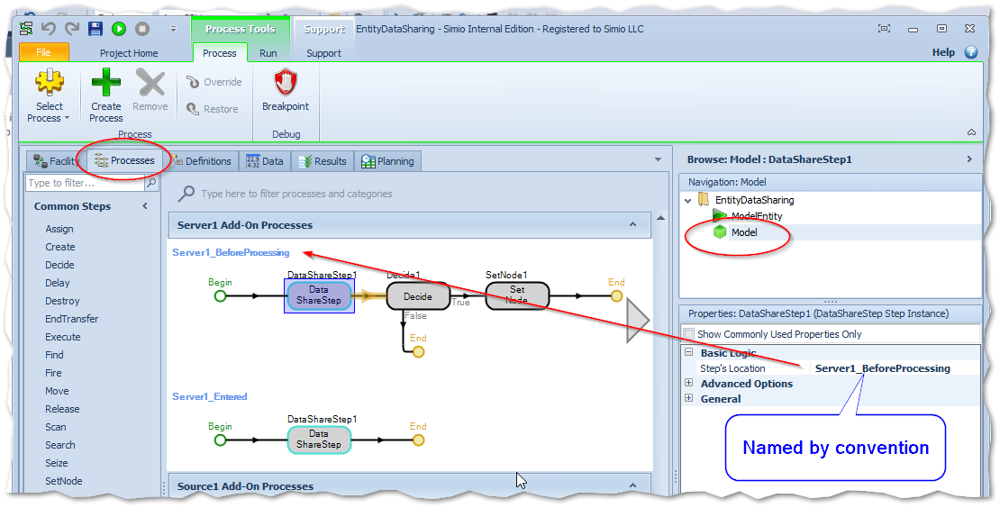 Process Tools
Support
EntityDataSharing - Simio Internal Edition - Registered to Simio LLC
File
Project Home
Process
Run
Support
Help
Select
Process
Create
Process
Remove
Override
Restore
Breakpoint
Process
Debug
Facility
Processes
Definitions
Data
Results
Planning
Type to filter...
Common Steps
Assign
Create
Decide
Delay
Destroy
EndTransfer
Execute
Find
Fire
Move
Release
Scan
Search
Seize
SetNode
Type here to filter processes and categories
Server1 Add-On Processes
Server1_BeforeProcessing
Begin
DataShareStep1
Data
ShareStep
Decide1
Decide
True
False
End
SetNode1
Set
Node
End
Server1_Entered
Begin
DataShareStep1
Data
ShareStep
End
Source1 Add-On Processes
Browse: Model : DataShareStep1
Navigation: Model
EntityDataSharing
ModelEntity
Model
Properties: DataShareStep1 (DataShareStep Step Instance)
Show Commonly Used Properties Only
Basic Logic
Step's Location Server1_BeforeProcessing
Advanced Options
General
Named by convention